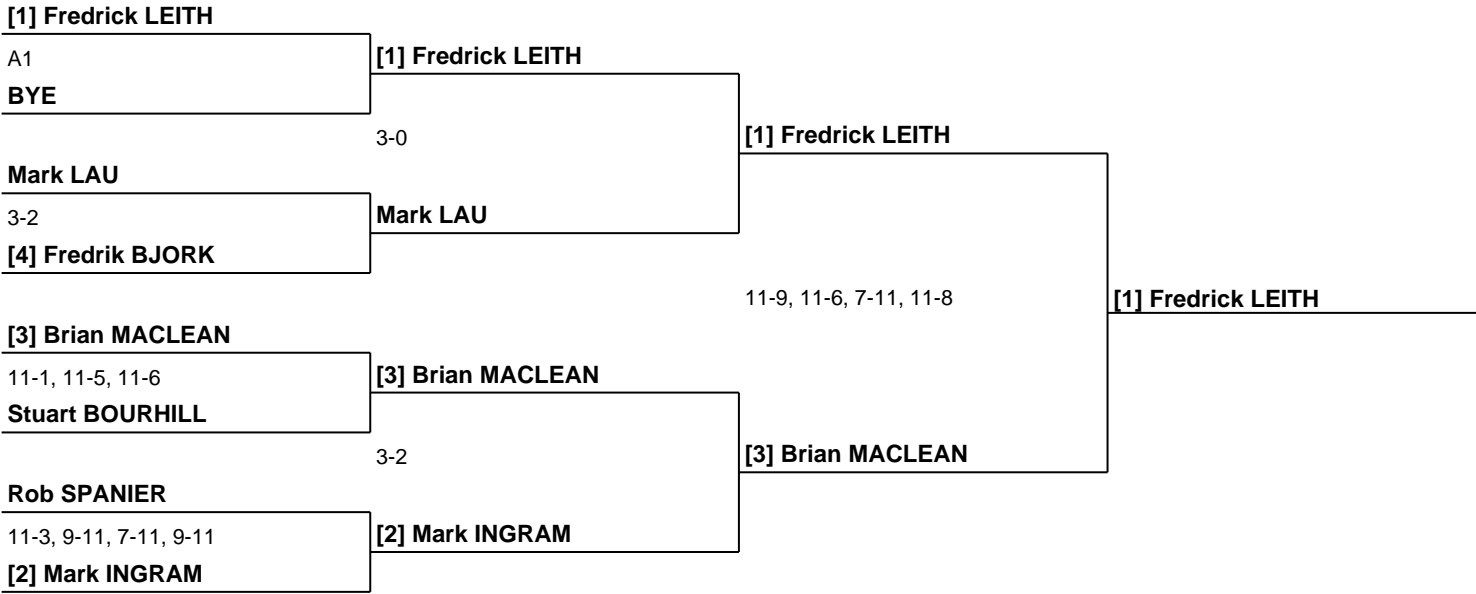 [1] Fredrick LEITH
A1
BYE
[1] Fredrick LEITH
3-0
[1] Fredrick LEITH
Mark LAU
3-2
[4] Fredrik BJORK
Mark LAU
11-9, 11-6, 7-11, 11-8
[1] Fredrick LEITH
[3] Brian MACLEAN
11-1, 11-5, 11-6
Stuart BOURHILL
[3] Brian MACLEAN
3-2
[3] Brian MACLEAN
Rob SPANIER
11-3, 9-11, 7-11, 9-11
[2] Mark INGRAM
[2] Mark INGRAM